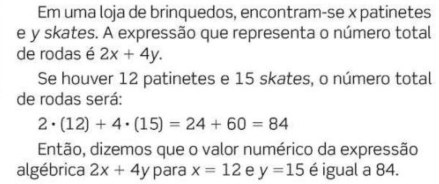 Em uma loja de brinquedos, encontram-se x patinetes
e y skates. A expressão que representa o número total
de rodas é 2x + 4y.
Se houver 12 patinetes e 15 skates, o número total
de rodas será:
2 · (12) + 4 · (15) = 24 + 60 = 84
Então, dizemos que o valor numérico da expressão
algébrica 2x + 4y para x = 12 e y =15 é igual a 84.